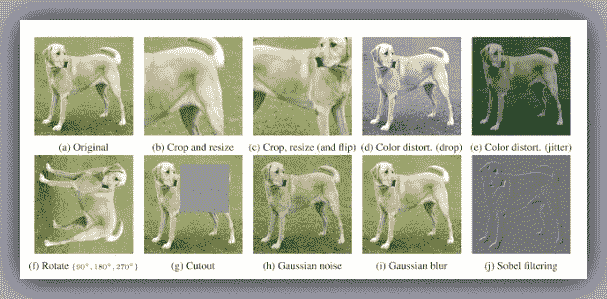 (a) Original (b) Crop and resize (c) Crop, resize (and flip) (d) Color distort. (drop) (e) Color distort. (jitter)
(f) Rotate {90°, 180°, 270°} (g) Cutout (h) Gaussian noise (i) Gaussian blur (j) Sobel filtering